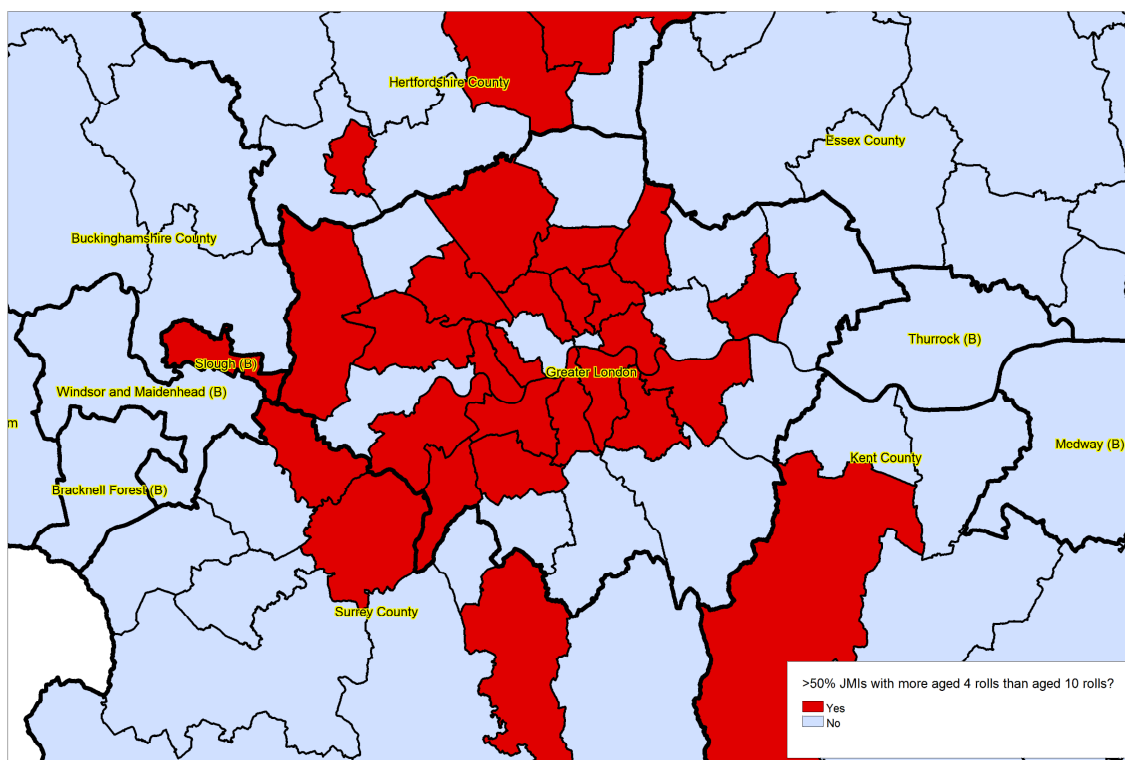 Hertfordshire County
Essex County
Buckinghamshire County
Thurrock (B)
Slough (B)
Greater London
Windsor and Maidenhead (B)
m
Medway (B)
Kent County
Bracknell Forest (B)
Surrey County
>50% JMIs with more aged 4 rolls than aged 10 rolls?
Yes
No